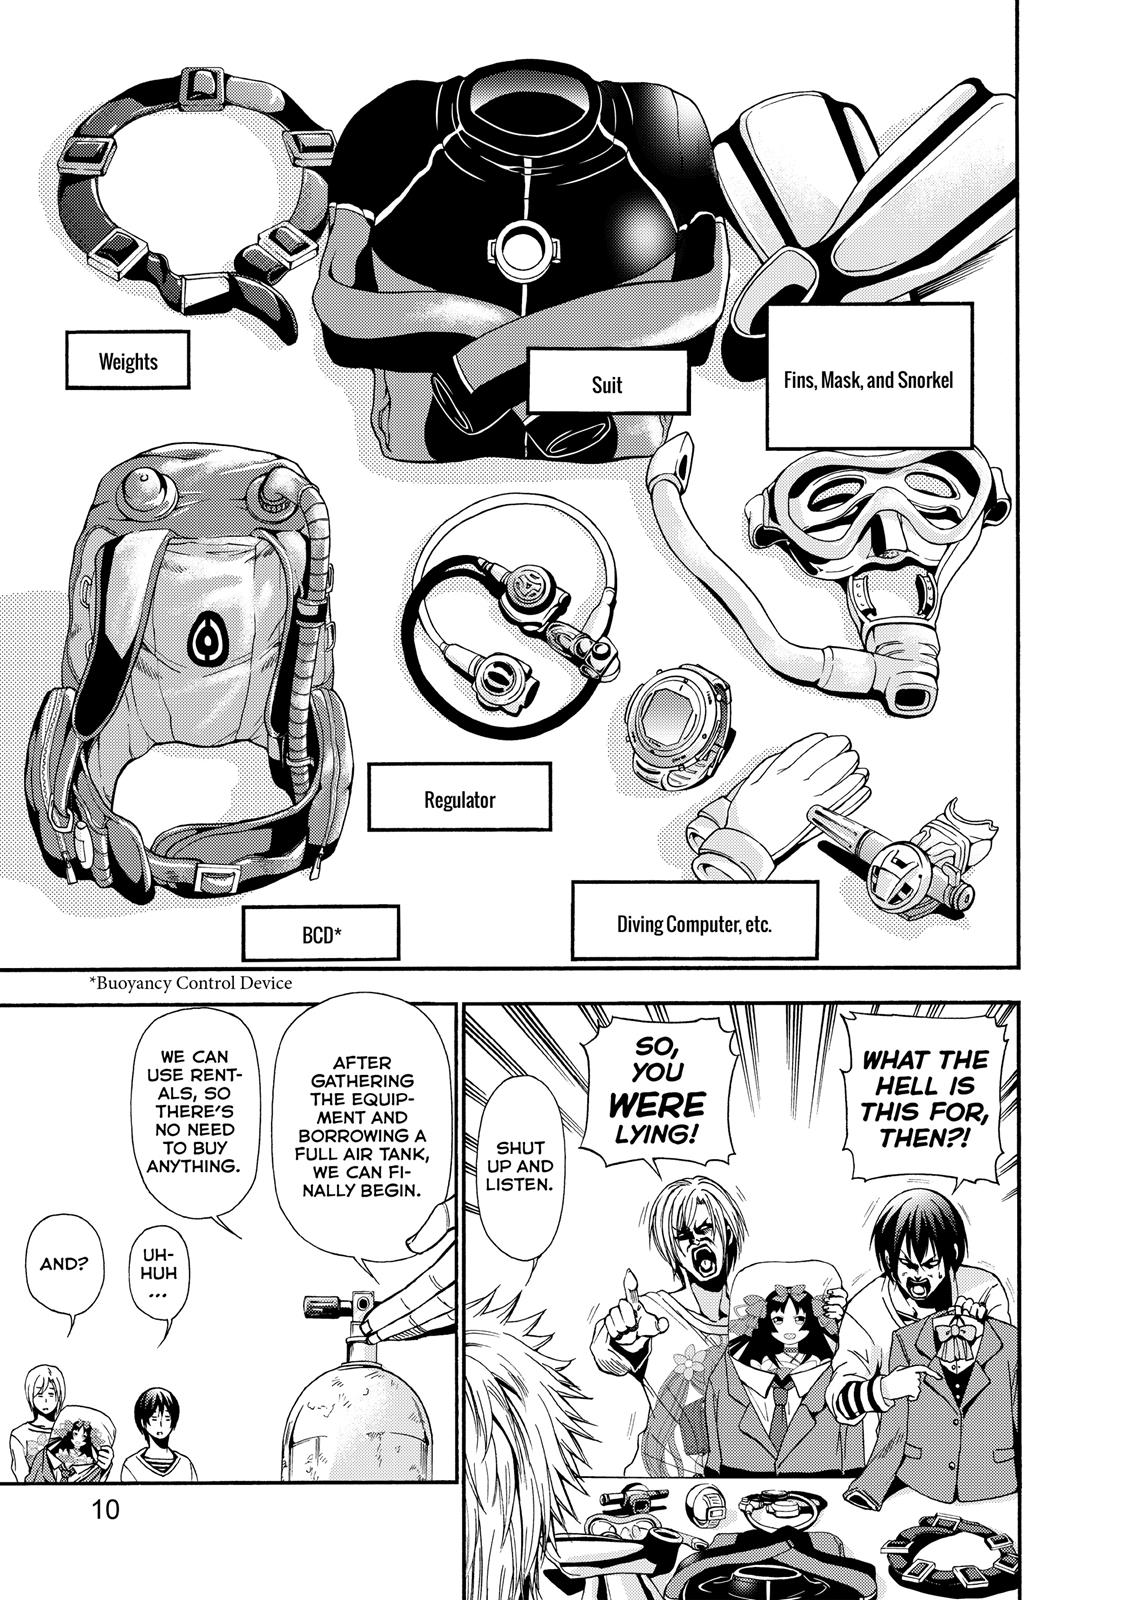 Fins, Mask, and Snorkel
Suit
Weights
Regulator
Diving Computer, etc.
BCD*
*Buoyancy Control Device
WHAT THE
HELL IS
THIS FOR,
THEN?!
SO,
YOU
WERE
LYING!
SHUT
UP AND
LISTEN.
AFTER
GATHERING
THE EQUIP-
MENT AND
BORROWING A
FULL AIR TANK,
WE CAN FI-
NALLY BEGIN.
WE CAN
USE RENT-
ALS, SO
THERE'S
NO NEED
TO BUY
ANYTHING.
UH-
HUH
...
AND?
10